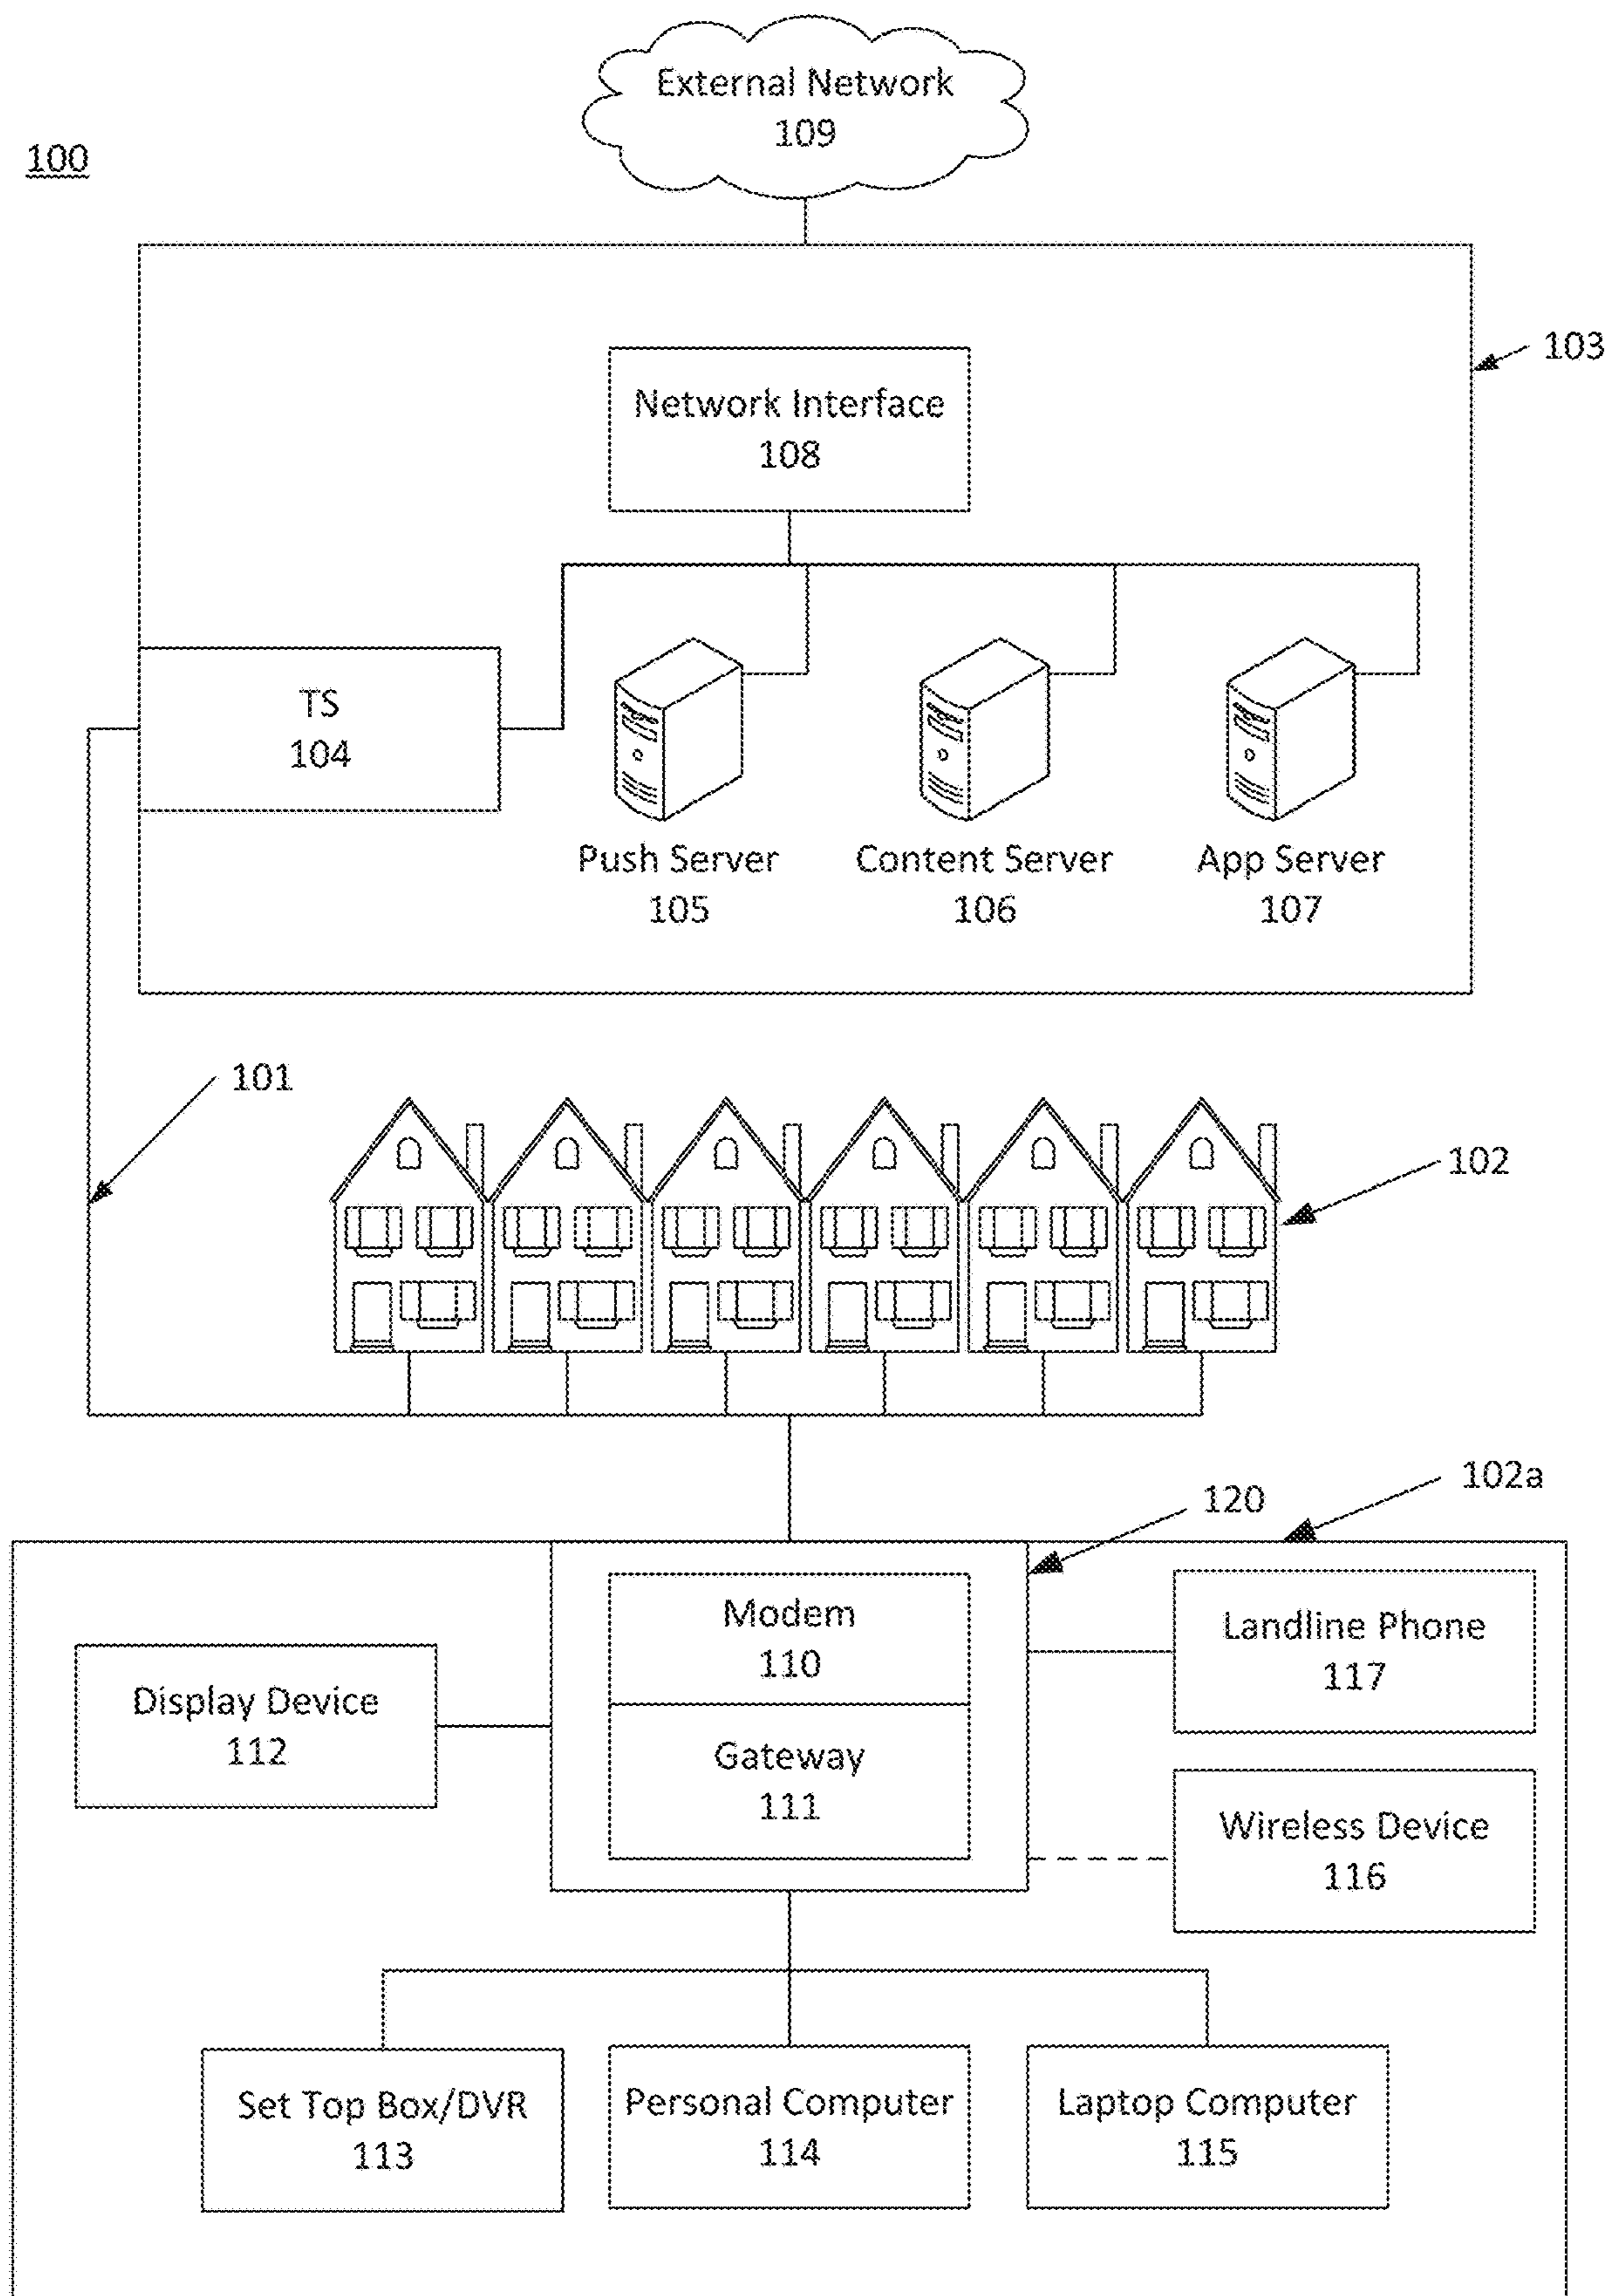 External Network
109
100
103
Network Interface
108
TS
104
Push Server
105
Content Server
106
App Server
107
101
102
102a
120
Modem
110
Landline Phone
117
Display Device
112
Gateway
111
Wireless Device
116
Set Top Box/DVR
113
Personal Computer
114
Laptop Computer
115